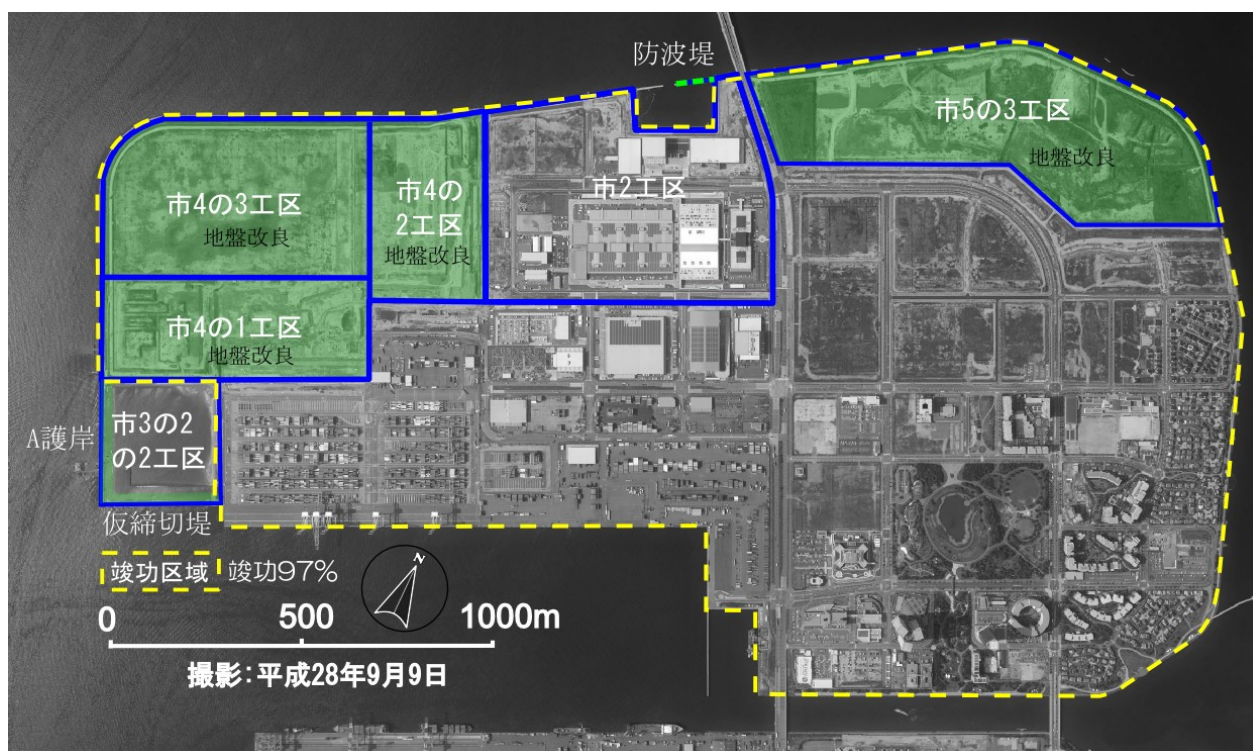 防波堤
市5の3工区
地盤改良
市4の3工区
地盤改良
市4の
2工区
地盤改良
市2工区
市4の1工区
地盤改良
A護岸
市3の2
の2工区
仮締切堤
竣功区域 竣功97%
N
0 500 1000m
撮影:平成28年9月9日